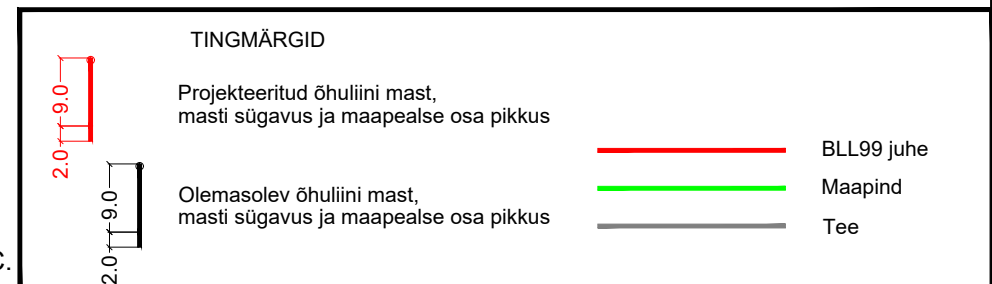 TINGMÄRGID
9.0
2.0
Projekteeritud õhuliini mast,
masti sügavus ja maapealse osa pikkus
9.0
2.0
Olemasolev õhuliini mast,
masti sügavus ja maapealse osa pikkus
BLL99 juhe
Maapind
Tee